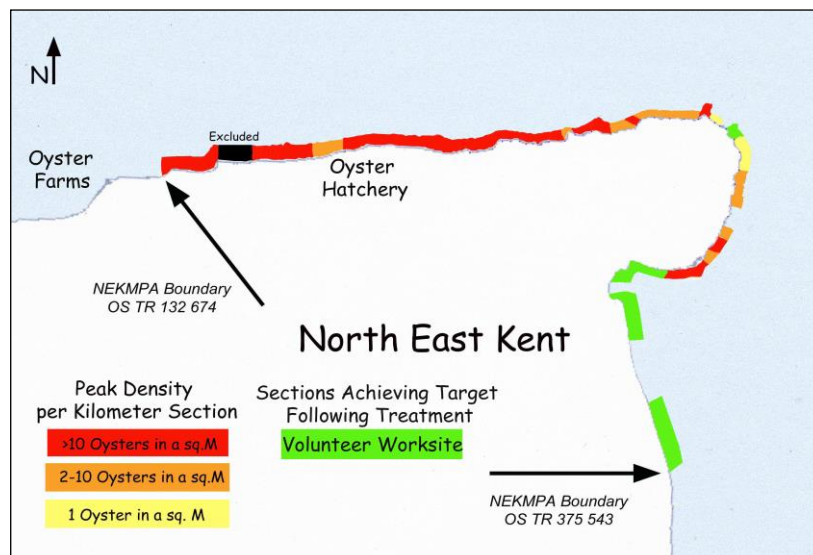 N
Excluded
Oyster
Farms
Oyster
Hatchery
NEKMPA Boundary
OS TR 132 674
North East Kent
Peak Density
per Kilometer Section
>10 Oysters in a sq.M
2-10 Oysters in a sq.M
1 Oyster in a sq. M
Sections Achieving Target
Following Treatment
Volunteer Worksite
NEKMPA Boundary
OS TR 375 543